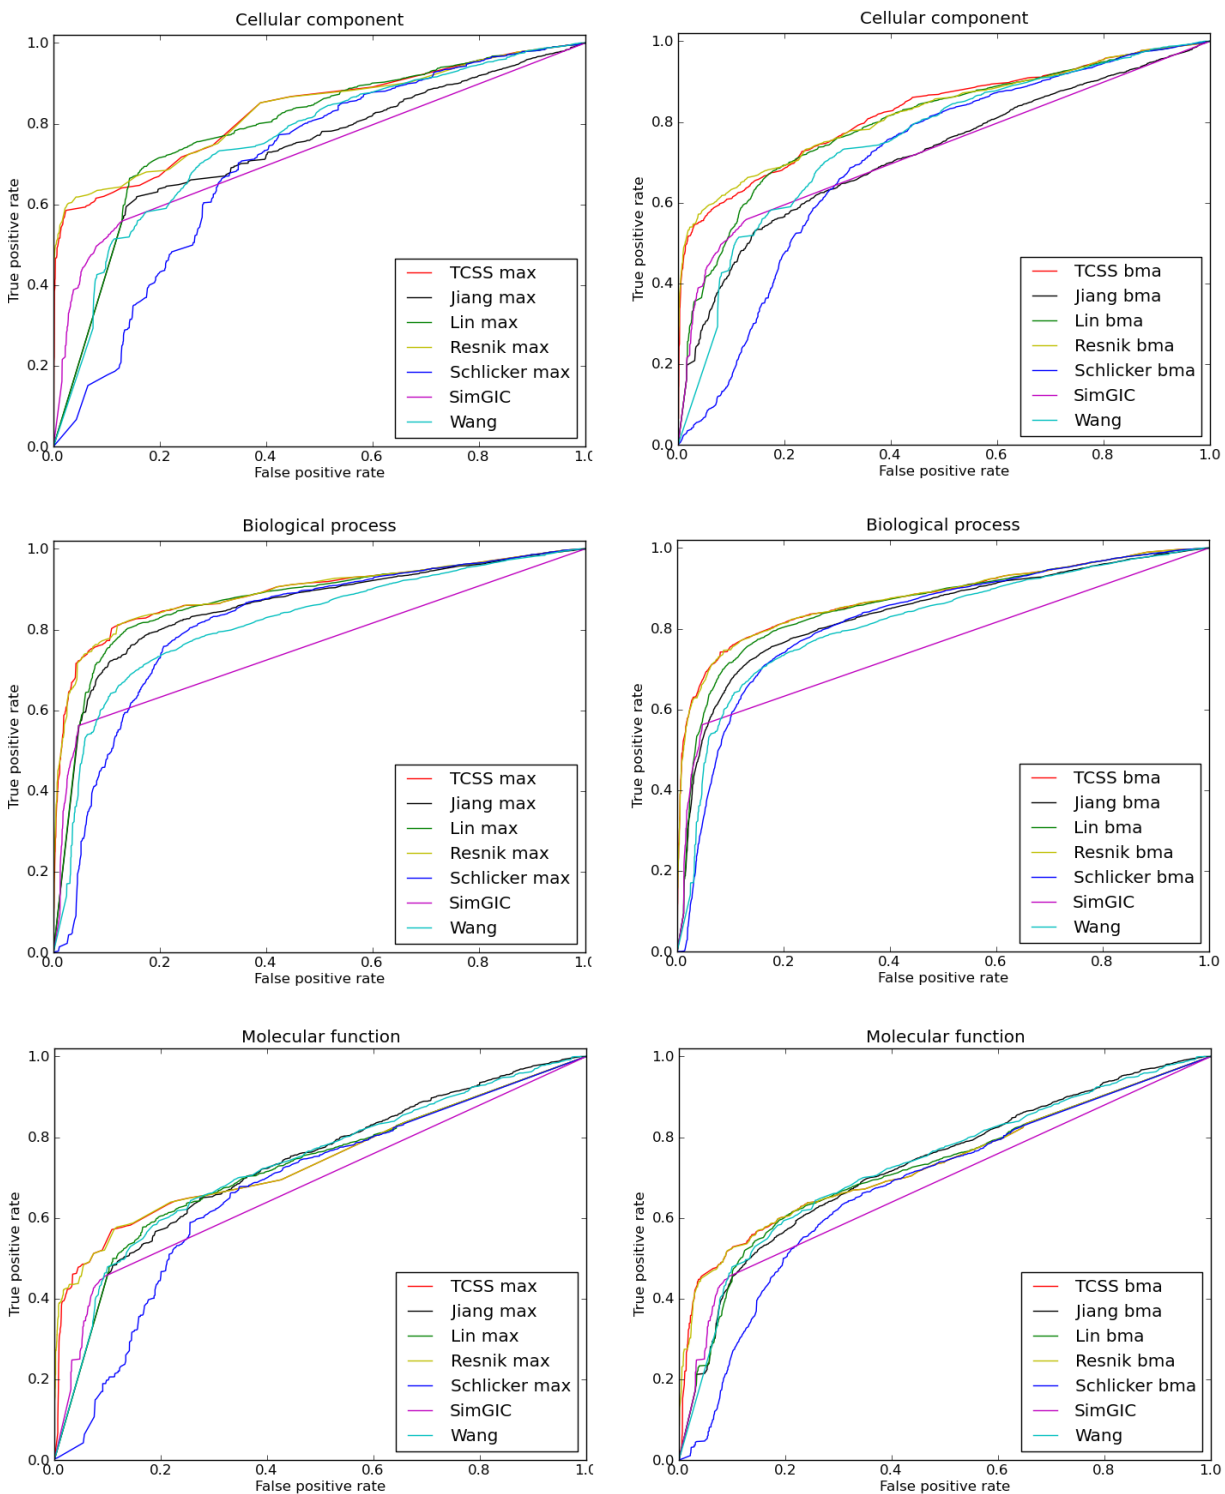 Cellular component
1.0
0.8
0.6
0.4
0.2
0.0
True positive rate
TCSS max
Jiang max
Lin max
Resnik max
Schlicker max
SimGIC
Wang
0.0 0.2 0.4 0.6 0.8 1.0
False positive rate
Cellular component
1.0
0.8
0.6
0.4
0.2
0.0
True positive rate
TCSS bma
Jiang bma
Lin bma
Resnik bma
Schlicker bma
SimGIC
Wang
0.0 0.2 0.4 0.6 0.8 1.0
False positive rate
Biological process
1.0
0.8
0.6
0.4
0.2
0.0
True positive rate
TCSS max
Jiang max
Lin max
Resnik max
Schlicker max
SimGIC
Wang
0.0 0.2 0.4 0.6 0.8 1.0
False positive rate
Biological process
1.0
0.8
0.6
0.4
0.2
0.0
True positive rate
TCSS bma
Jiang bma
Lin bma
Resnik bma
Schlicker bma
SimGIC
Wang
0.0 0.2 0.4 0.6 0.8 1.0
False positive rate
Molecular function
1.0
0.8
0.6
0.4
0.2
0.0
True positive rate
TCSS max
Jiang max
Lin max
Resnik max
Schlicker max
SimGIC
Wang
0.0 0.2 0.4 0.6 0.8 1.0
False positive rate
Molecular function
1.0
0.8
0.6
0.4
0.2
0.0
True positive rate
TCSS bma
Jiang bma
Lin bma
Resnik bma
Schlicker bma
SimGIC
Wang
0.0 0.2 0.4 0.6 0.8 1.0
False positive rate